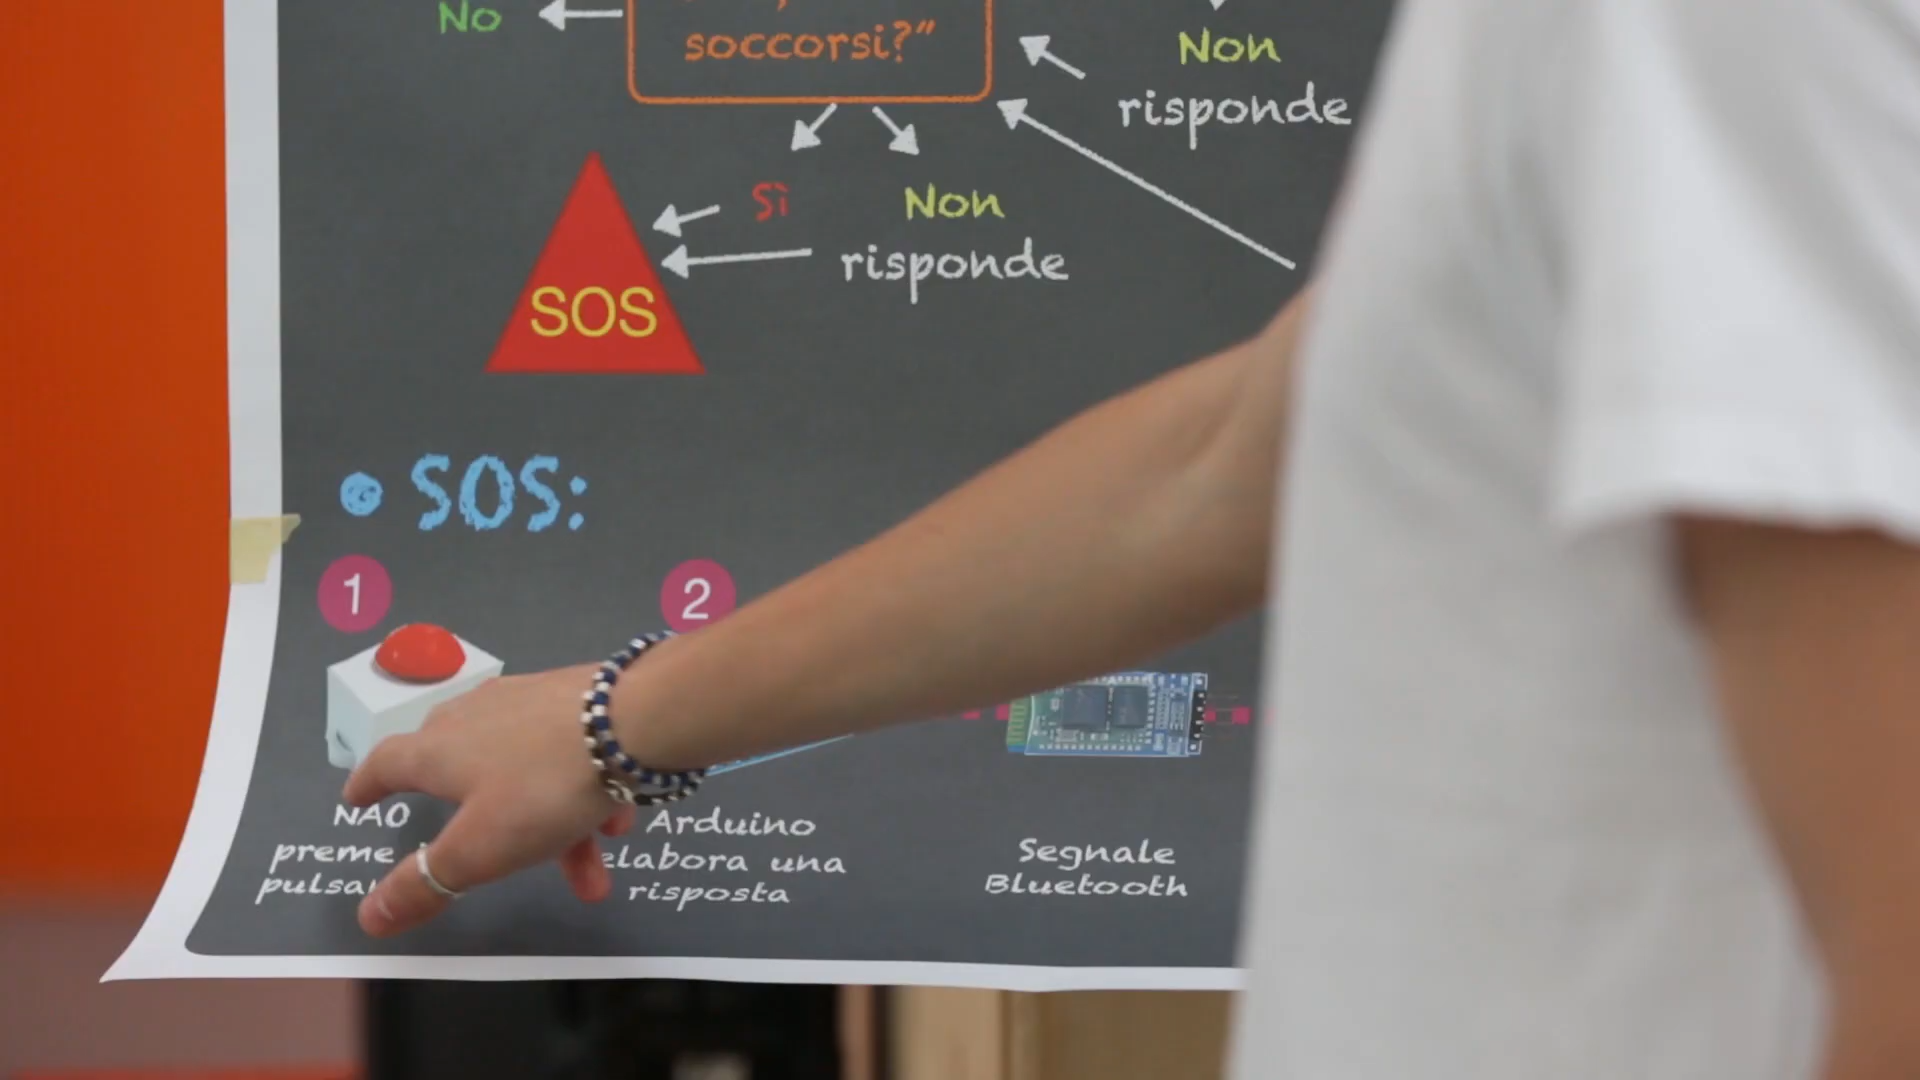 No
soccorsi?”
Non
risponde
Sì
Non
risponde
SOS
SOS:
1
2
NAO
preme
Arduino
elabora una
risposta
Segnale
Bluetooth